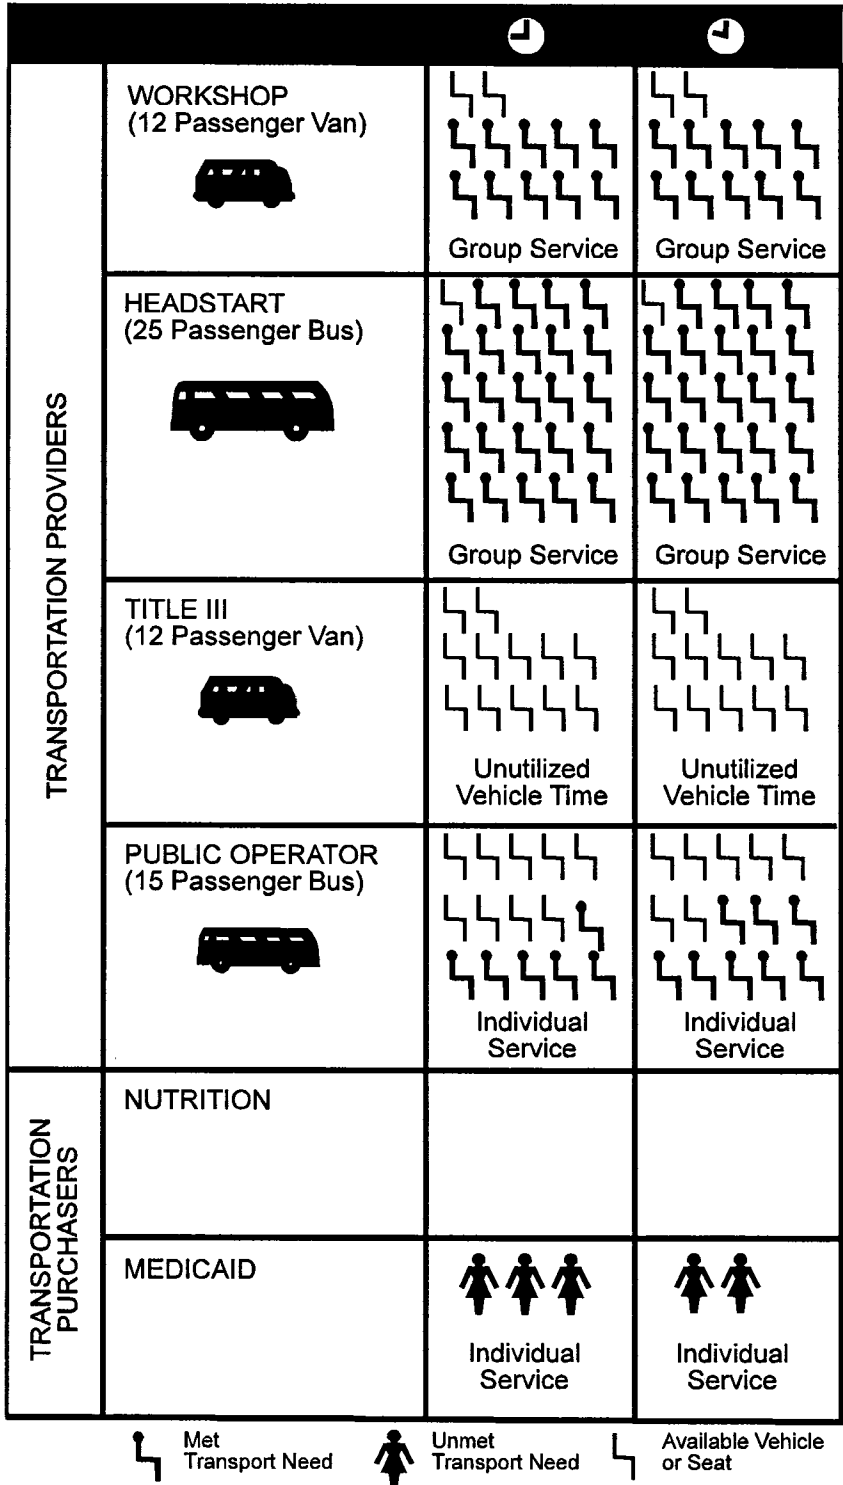 TRANSPORTATION PROVIDERS
WORKSHOP
(12 Passenger Van)
Group Service
Group Service
HEADSTART
(25 Passenger Bus)
Group Service
Group Service
TITLE III
(12 Passenger Van)
Unutilized
Vehicle Time
Unutilized
Vehicle Time
PUBLIC OPERATOR
(15 Passenger Bus)
Individual
Service
Individual
Service
TRANSPORTATION
PURCHASERS
NUTRITION
MEDICAID
Individual
Service
Individual
Service
Met
Transport Need
Unmet
Transport Need
Available Vehicle
or Seat